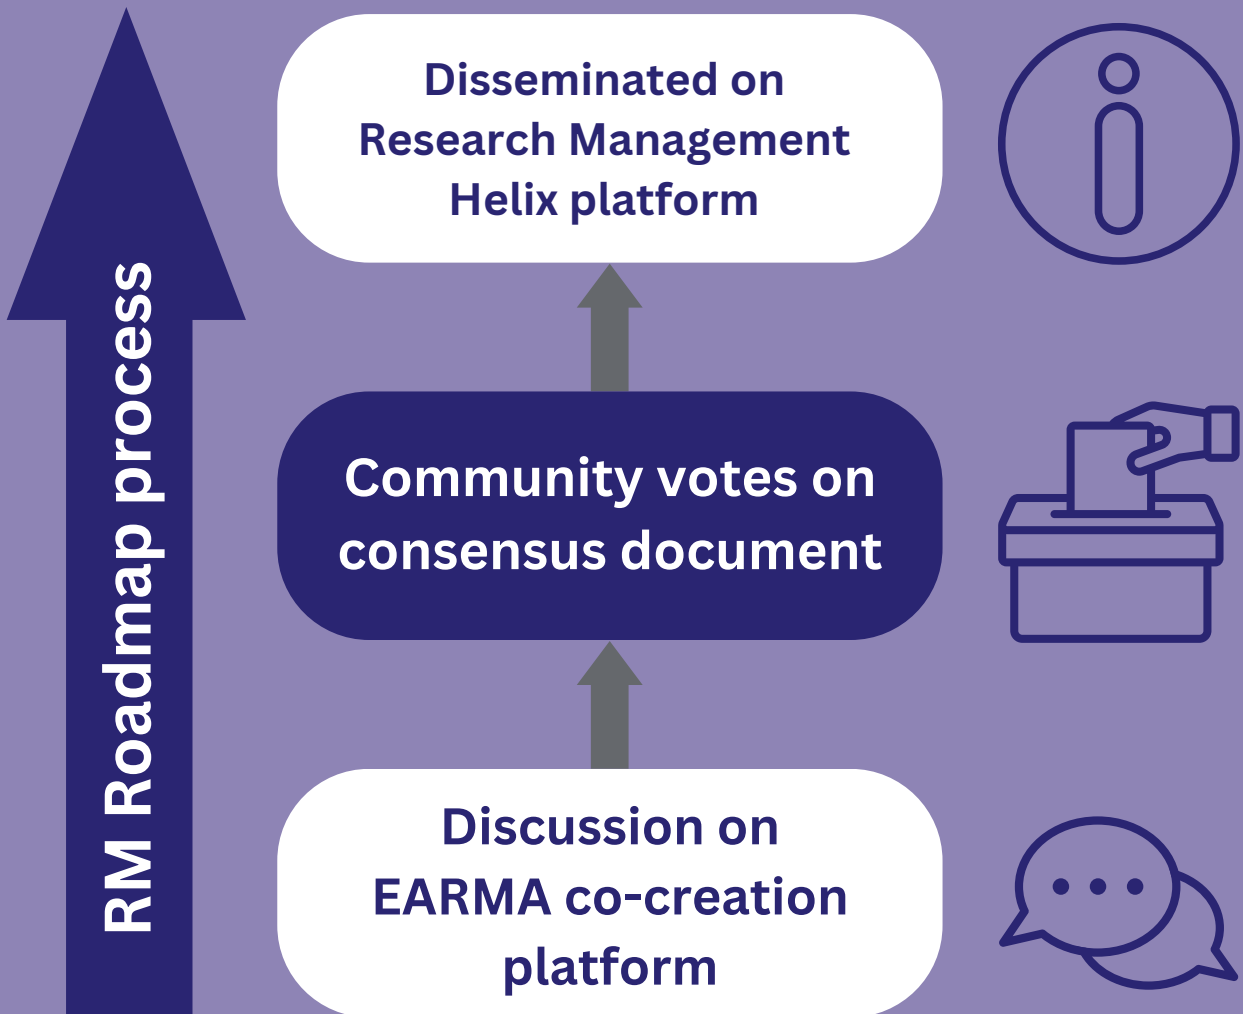 Disseminated on
Research Management
Helix platform
RM Roadmap process
Community votes on
consensus document
Discussion on
EARMA co-creation
platform